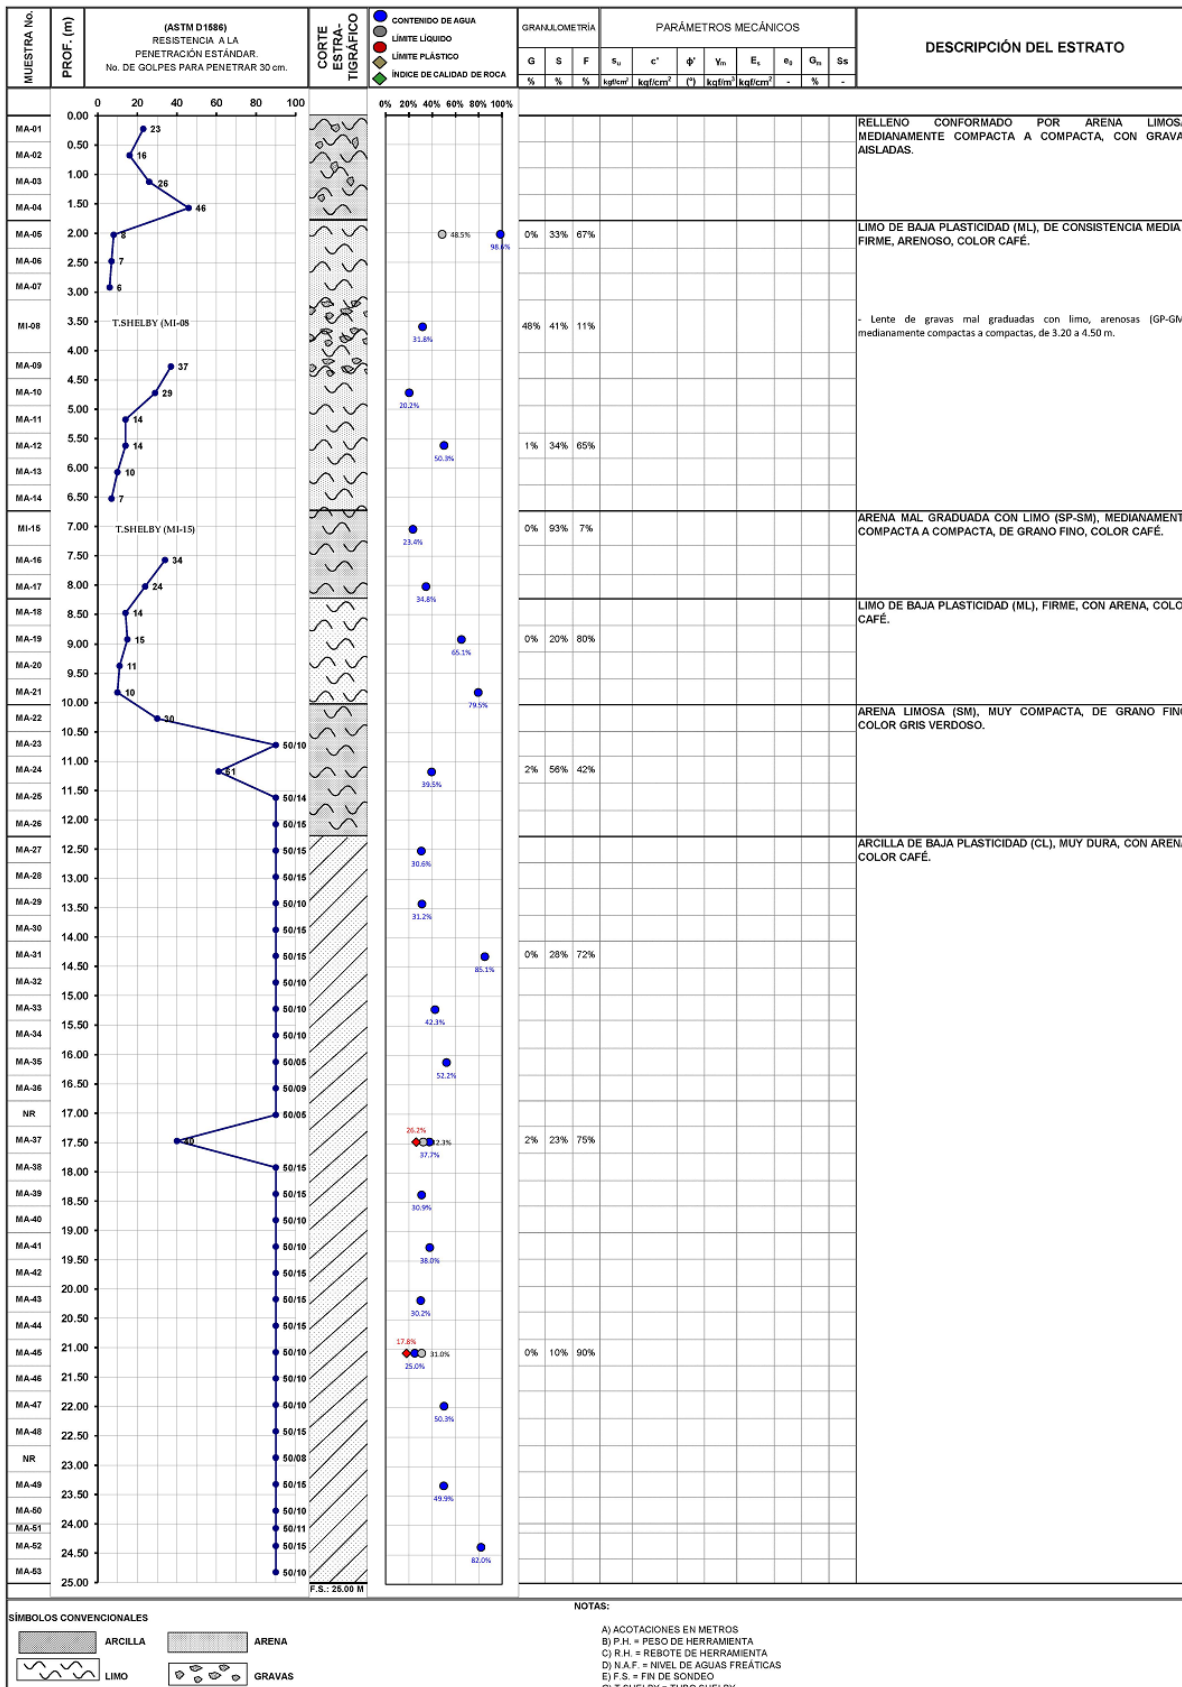 MUESTRA No.
PROF. (m)
(ASTM D1586)
RESISTENCIA A LA
PENETRACIÓN ESTÁNDAR.
No. DE GOLPES PARA PENETRAR 30 cm.
CORTE
ESTRA-
TIGRÁFICO
CONTENIDO DE AGUA
LÍMITE LÍQUIDO
LÍMITE PLÁSTICO
ÍNDICE DE CALIDAD DE ROCA
GRANULOMETRÍA
PARÁMETROS MECÁNICOS
DESCRIPCIÓN DEL ESTRATO
G S F su c' φ' γm Es e0 Gm Ss
% % % kgf/cm² kgf/cm² (°) kgf/m³ kgf/cm² - % -
0 20 40 60 80 100
0% 20% 40% 60% 80% 100%
0.00
MA-01 23
RELLENO CONFORMADO POR ARENA LIMOSA
MEDIANAMENTE COMPACTA A COMPACTA, CON GRAVA
AISLADAS.
0.50
MA-02 16
1.00
MA-03 26
1.50
MA-04 46
2.00
MA-05 8 48.5% 98.6% 0% 33% 67%
LIMO DE BAJA PLASTICIDAD (ML), DE CONSISTENCIA MEDIA
FIRME, ARENOSO, COLOR CAFÉ.
MA-06 7
2.50
MA-07 6
3.00
MI-08 3.50 T.SHELBY (MI-08 31.8% 48% 41% 11%
- Lente de gravas mal graduadas con limo, arenosas (GP-GM
medianamente compactas a compactas, de 3.20 a 4.50 m.
4.00
MA-09 37
4.50
MA-10 29 20.2%
5.00
MA-11 14
5.50
MA-12 14 50.3% 1% 34% 65%
6.00
MA-13 10
6.50
MA-14 7
7.00
MI-15 T.SHELBY (MI-15) 23.4% 0% 93% 7%
ARENA MAL GRADUADA CON LIMO (SP-SM), MEDIANAMENT
COMPACTA A COMPACTA, DE GRANO FINO, COLOR CAFÉ.
7.50
MA-16 34
8.00
MA-17 24 34.8%
8.50
MA-18 14
LIMO DE BAJA PLASTICIDAD (ML), FIRME, CON ARENA, COLO
CAFÉ.
9.00
MA-19 15 65.1% 0% 20% 80%
MA-20 11
9.50
MA-21 10 79.5%
10.00
MA-22 30
ARENA LIMOSA (SM), MUY COMPACTA, DE GRANO FINO
COLOR GRIS VERDOSO.
10.50
MA-23 50/10
11.00
MA-24 61 39.5% 2% 56% 42%
11.50
MA-25 50/14
12.00
MA-26 50/15
12.50
MA-27 50/15 30.6%
ARCILLA DE BAJA PLASTICIDAD (CL), MUY DURA, CON ARENA
COLOR CAFÉ.
13.00
MA-28 50/15
13.50
MA-29 50/10 31.2%
MA-30 50/15
14.00
MA-31 50/15 85.1% 0% 28% 72%
14.50
MA-32 50/10
15.00
MA-33 50/10 42.3%
15.50
MA-34 50/10
16.00
MA-35 50/05 52.2%
16.50
MA-36 50/09
17.00
NR 50/05
17.50
MA-37 40 26.2% 32.3% 37.7% 2% 23% 75%
MA-38 50/15
18.00
MA-39 50/15 30.9%
18.50
MA-40 50/10
19.00
MA-41 50/10 38.0%
19.50
MA-42 50/15
20.00
MA-43 50/15 30.2%
20.50
MA-44 50/15
21.00
MA-45 50/10 17.8% 31.0% 25.0% 0% 10% 90%
21.50
MA-46 50/10
22.00
MA-47 50/10 50.3%
MA-48 50/15
22.50
NR 50/08
23.00
MA-49 50/15 49.9%
23.50
MA-50 50/10
24.00
MA-51 50/11
MA-52 50/15 82.0%
24.50
MA-53 50/10
25.00
F.S.: 25.00 M
SÍMBOLOS CONVENCIONALES
ARCILLA
ARENA
LIMO
GRAVAS
NOTAS:
A) ACOTACIONES EN METROS
B) P.H. = PESO DE HERRAMIENTA
C) R.H. = REBOTE DE HERRAMIENTA
D) N.A.F. = NIVEL DE AGUAS FREÁTICAS
E) F.S. = FIN DE SONDEO